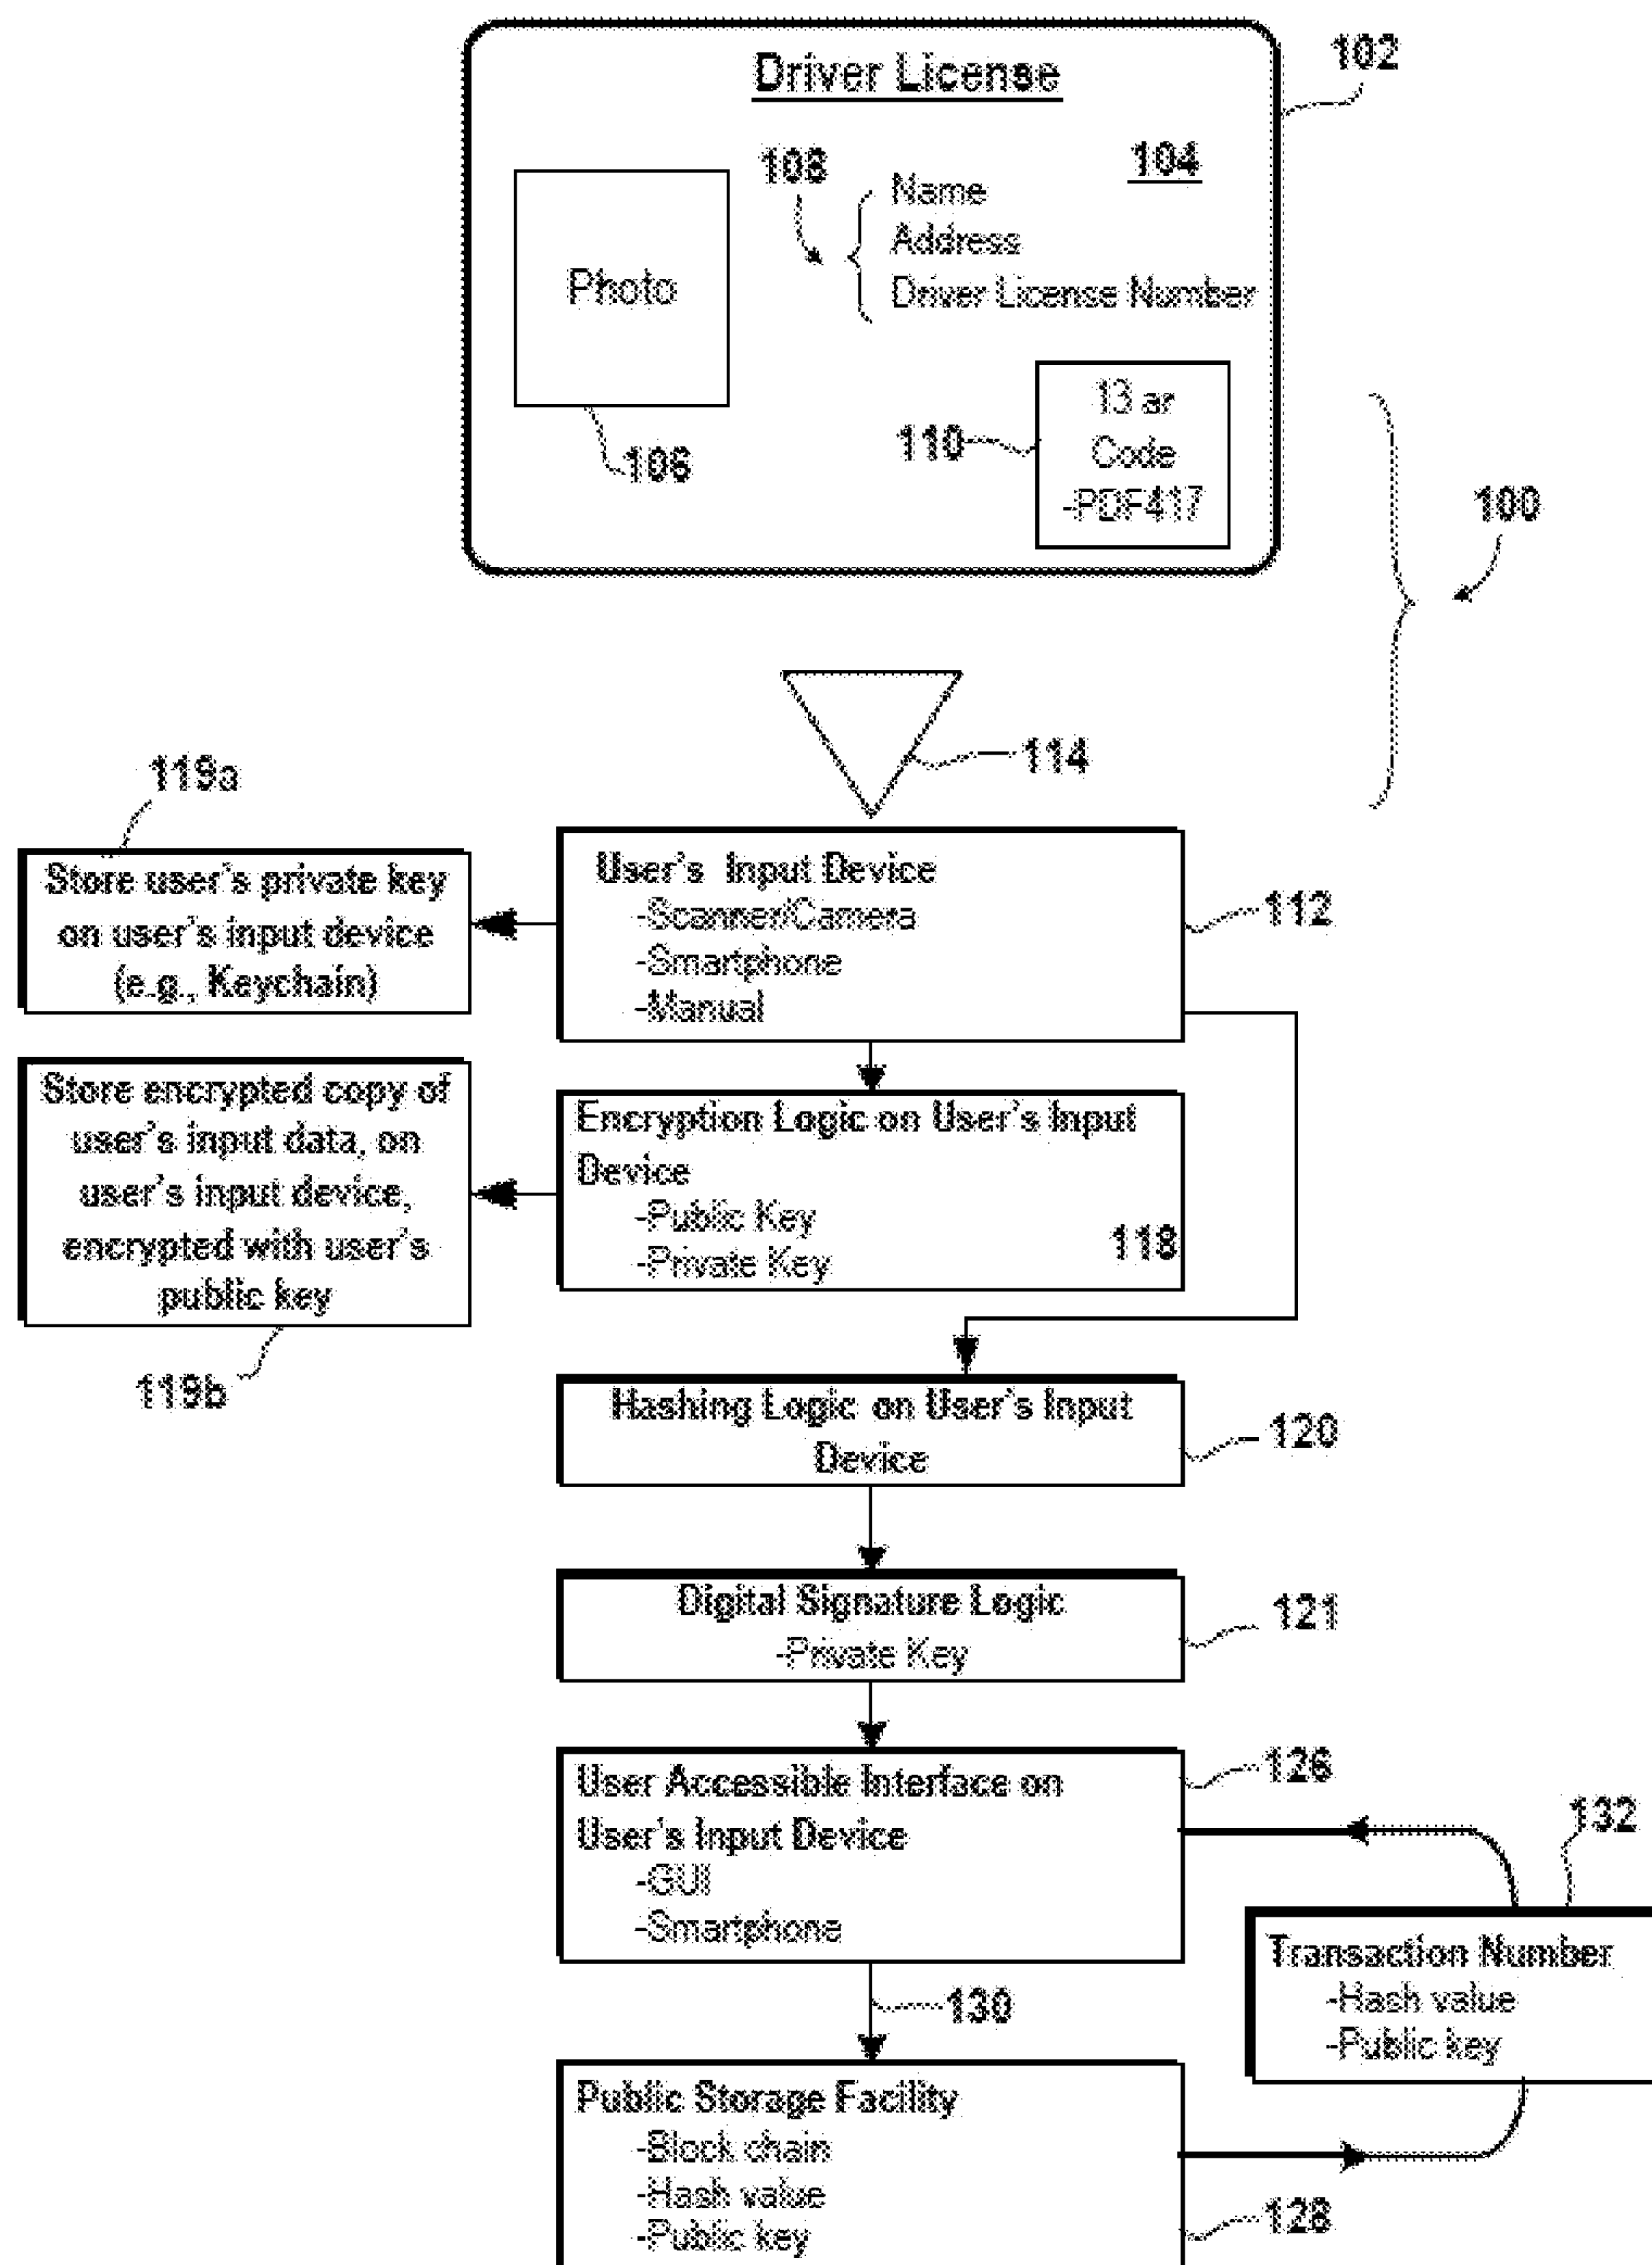 Driver License
102
104
108
Name
Address
Driver License Number
Photo
106
110
13 ar
Code
-PDF417
100
114
119a
Store user's private key
on user's input device
(e.g., Keychain)
User's Input Device
-Scanner/Camera
-Smartphone
-Manual
112
Store encrypted copy of
user's input data, on
user's input device,
encrypted with user's
public key
119b
Encryption Logic on User's Input
Device
-Public Key
-Private Key
118
Hashing Logic on User's Input
Device
120
Digital Signature Logic
-Private Key
121
User Accessible Interface on
User's Input Device
-GUI
-Smartphone
126
132
Transaction Number
-Hash value
-Public key
130
Public Storage Facility
-Block chain
-Hash value
-Public key
128